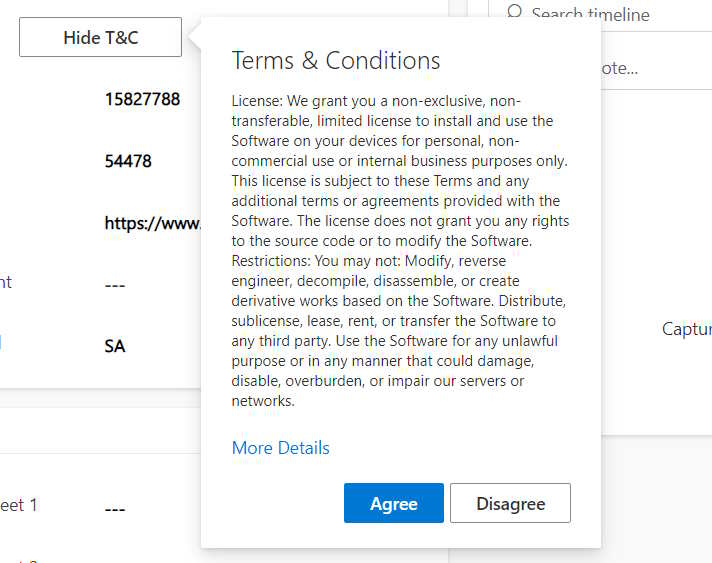 Hide T&C
Search timeline
Terms & Conditions
License: We grant you a non-exclusive, non-
transferable, limited license to install and use the
Software on your devices for personal, non-
commercial use or internal business purposes only.
This license is subject to these Terms and any
additional terms or agreements provided with the
Software. The license does not grant you any rights
to the source code or to modify the Software.
Restrictions: You may not: Modify, reverse
engineer, decompile, disassemble, or create
derivative works based on the Software. Distribute,
sublicense, lease, rent, or transfer the Software to
any third party. Use the Software for any unlawful
purpose or in any manner that could damage,
disable, overburden, or impair our servers or
networks.
More Details
Agree
Disagree
15827788
54478
https://www.
---
SA
eet 1
---
ote...
Captur